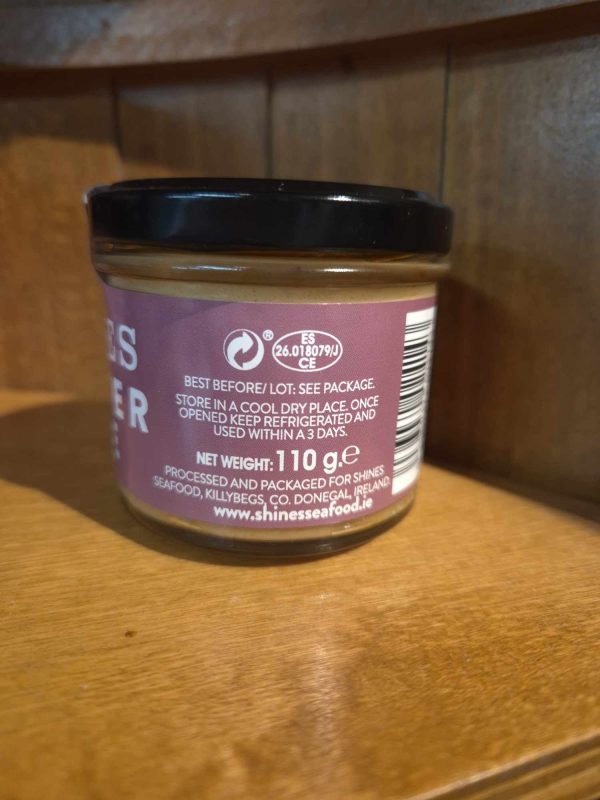 ES
ER
E
®
ES
26.018079/J
CE
BEST BEFORE/ LOT: SEE PACKAGE.
STORE IN A COOL DRY PLACE. ONCE
OPENED KEEP REFRIGERATED AND
USED WITHIN A 3 DAYS.
NET WEIGHT: 110 g.℮
PROCESSED AND PACKAGED FOR SHINES
SEAFOOD, KILLYBEGS, CO. DONEGAL, IRELAND.
www.shinesseafood.ie